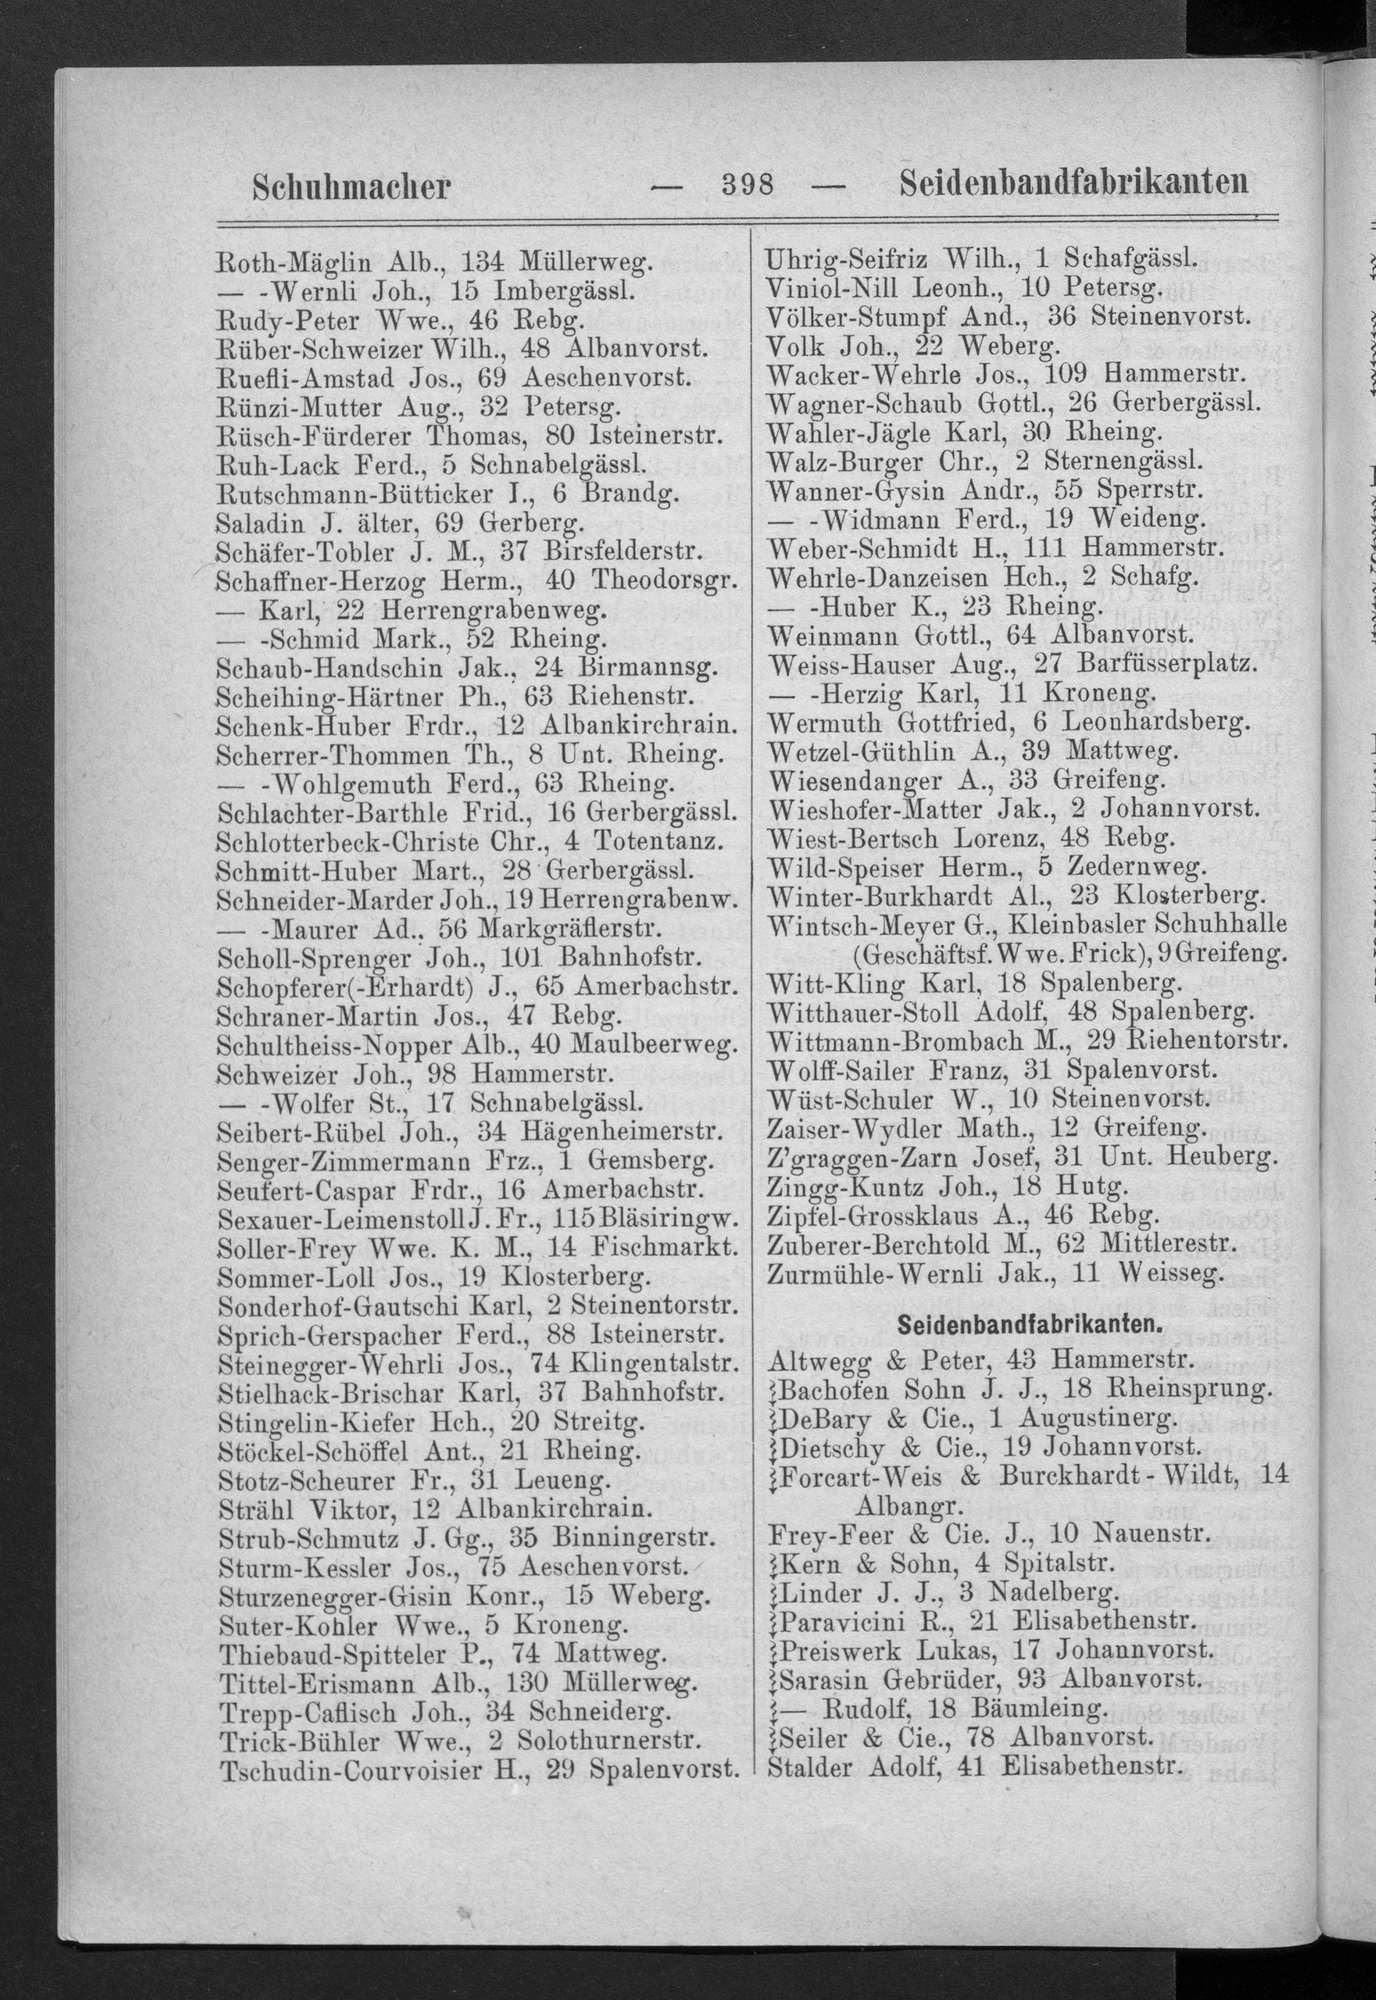 Schuhmacher — 398 — Seidenbandfabrikanten
Roth-Mäglin Alb., 134 Müllerweg.
— -Wernli Joh., 15 Imbergässl.
Rudy-Peter Wwe., 46 Rebg.
Rüber-Schweizer Wilh., 48 Albanvorst.
Ruefli-Amstad Jos., 69 Aeschenvorst.
Rünzi-Mutter Aug., 32 Petersg.
Rüsch-Fürderer Thomas, 80 Isteinerstr.
Ruh-Lack Ferd., 5 Schnabelgässl.
Rutschmann-Bütticker I., 6 Brandg.
Saladin J. älter, 69 Gerberg.
Schäfer-Tobler J. M., 37 Birsfelderstr.
Schaffner-Herzog Herm., 40 Theodorsgr.
— Karl, 22 Herrengrabenweg.
— -Schmid Mark., 52 Rheing.
Schaub-Handschin Jak., 24 Birmannsg.
Scheihing-Härtner Ph., 63 Riehenstr.
Schenk-Huber Frdr., 12 Albankirchrain.
Scherrer-Thommen Th., 8 Unt. Rheing.
— -Wohlgemuth Ferd., 63 Rheing.
Schlachter-Barthle Frid., 16 Gerbergässl.
Schlotterbeck-Christe Chr., 4 Totentanz.
Schmitt-Huber Mart., 28 Gerbergässl.
Schneider-Marder Joh., 19 Herrengrabenw.
— -Maurer Ad., 56 Markgräflerstr.
Scholl-Sprenger Joh., 101 Bahnhofstr.
Schopferer(-Erhardt) J., 65 Amerbachstr.
Schraner-Martin Jos., 47 Rebg.
Schultheiss-Nopper Alb., 40 Maulbeerweg.
Schweizer Joh., 98 Hammerstr.
— -Wolfer St., 17 Schnabelgässl.
Seibert-Rübel Joh., 34 Hägenheimerstr.
Senger-Zimmermann Frz., 1 Gemsberg.
Seufert-Caspar Frdr., 16 Amerbachstr.
Sexauer-Leimenstoll J. Fr., 115 Bläsiringw.
Soller-Frey Wwe. K. M., 14 Fischmarkt.
Sommer-Loll Jos., 19 Klosterberg.
Sonderhof-Gautschi Karl, 2 Steinentorstr.
Sprich-Gerspacher Ferd., 88 Isteinerstr.
Steinegger-Wehrli Jos., 74 Klingentalstr.
Stielhack-Brischar Karl, 37 Bahnhofstr.
Stingelin-Kiefer Hch., 20 Streitg.
Stöckel-Schöffel Ant., 21 Rheing.
Stotz-Scheurer Fr., 31 Leueng.
Strähl Viktor, 12 Albankirchrain.
Strub-Schmutz J. Gg., 35 Binningerstr.
Sturm-Kessler Jos., 75 Aeschenvorst.
Sturzenegger-Gisin Konr., 15 Weberg.
Suter-Kohler Wwe., 5 Kroneng.
Thiebaud-Spitteler P., 74 Mattweg.
Tittel-Erismann Alb., 130 Müllerweg.
Trepp-Caflisch Joh., 34 Schneiderg.
Trick-Bühler Wwe., 2 Solothurnerstr.
Tschudin-Courvoisier H., 29 Spalenvorst.
Uhrig-Seifriz Wilh., 1 Schafgässl.
Viniol-Nill Leonh., 10 Petersg.
Völker-Stumpf And., 36 Steinenvorst.
Volk Joh., 22 Weberg.
Wacker-Wehrle Jos., 109 Hammerstr.
Wagner-Schaub Gottl., 26 Gerbergässl.
Wahler-Jägle Karl, 30 Rheing.
Walz-Burger Chr., 2 Sternengässl.
Wanner-Gysin Andr., 55 Sperrstr.
— -Widmann Ferd., 19 Weideng.
Weber-Schmidt H., 111 Hammerstr.
Wehrle-Danzeisen Hch., 2 Schafg.
— -Huber K., 23 Rheing.
Weinmann Gottl., 64 Albanvorst.
Weiss-Hauser Aug., 27 Barfüsserplatz.
— -Herzig Karl, 11 Kroneng.
Wermuth Gottfried, 6 Leonhardsberg.
Wetzel-Güthlin A., 39 Mattweg.
Wiesendanger A., 33 Greifeng.
Wieshofer-Matter Jak., 2 Johannvorst.
Wiest-Bertsch Lorenz, 48 Rebg.
Wild-Speiser Herm., 5 Zedernweg.
Winter-Burkhardt Al., 23 Klosterberg.
Wintsch-Meyer G., Kleinbasler Schuhhalle
(Geschäftsf. Wwe. Frick), 9 Greifeng.
Witt-Kling Karl, 18 Spalenberg.
Witthauer-Stoll Adolf, 48 Spalenberg.
Wittmann-Brombach M., 29 Riehentorstr.
Wolff-Sailer Franz, 31 Spalenvorst.
Wüst-Schuler W., 10 Steinenvorst.
Zaiser-Wydler Math., 12 Greifeng.
Z'graggen-Zarn Josef, 31 Unt. Heuberg.
Zingg-Kuntz Joh., 18 Hutg.
Zipfel-Grossklaus A., 46 Rebg.
Zuberer-Berchtold M., 62 Mittlerestr.
Zurmühle-Wernli Jak., 11 Weisseg.
Seidenbandfabrikanten.
Altwegg & Peter, 43 Hammerstr.
⸾Bachofen Sohn J. J., 18 Rheinsprung.
⸾DeBary & Cie., 1 Augustinerg.
⸾Dietschy & Cie., 19 Johannvorst.
⸾Forcart-Weis & Burckhardt-Wildt, 14
Albangr.
Frey-Feer & Cie. J., 10 Nauenstr.
⸾Kern & Sohn, 4 Spitalstr.
⸾Linder J. J., 3 Nadelberg.
⸾Paravicini R., 21 Elisabethenstr.
⸾Preiswerk Lukas, 17 Johannvorst.
⸾Sarasin Gebrüder, 93 Albanvorst.
⸾— Rudolf, 18 Bäumleing.
⸾Seiler & Cie., 78 Albanvorst.
Stalder Adolf, 41 Elisabethenstr.